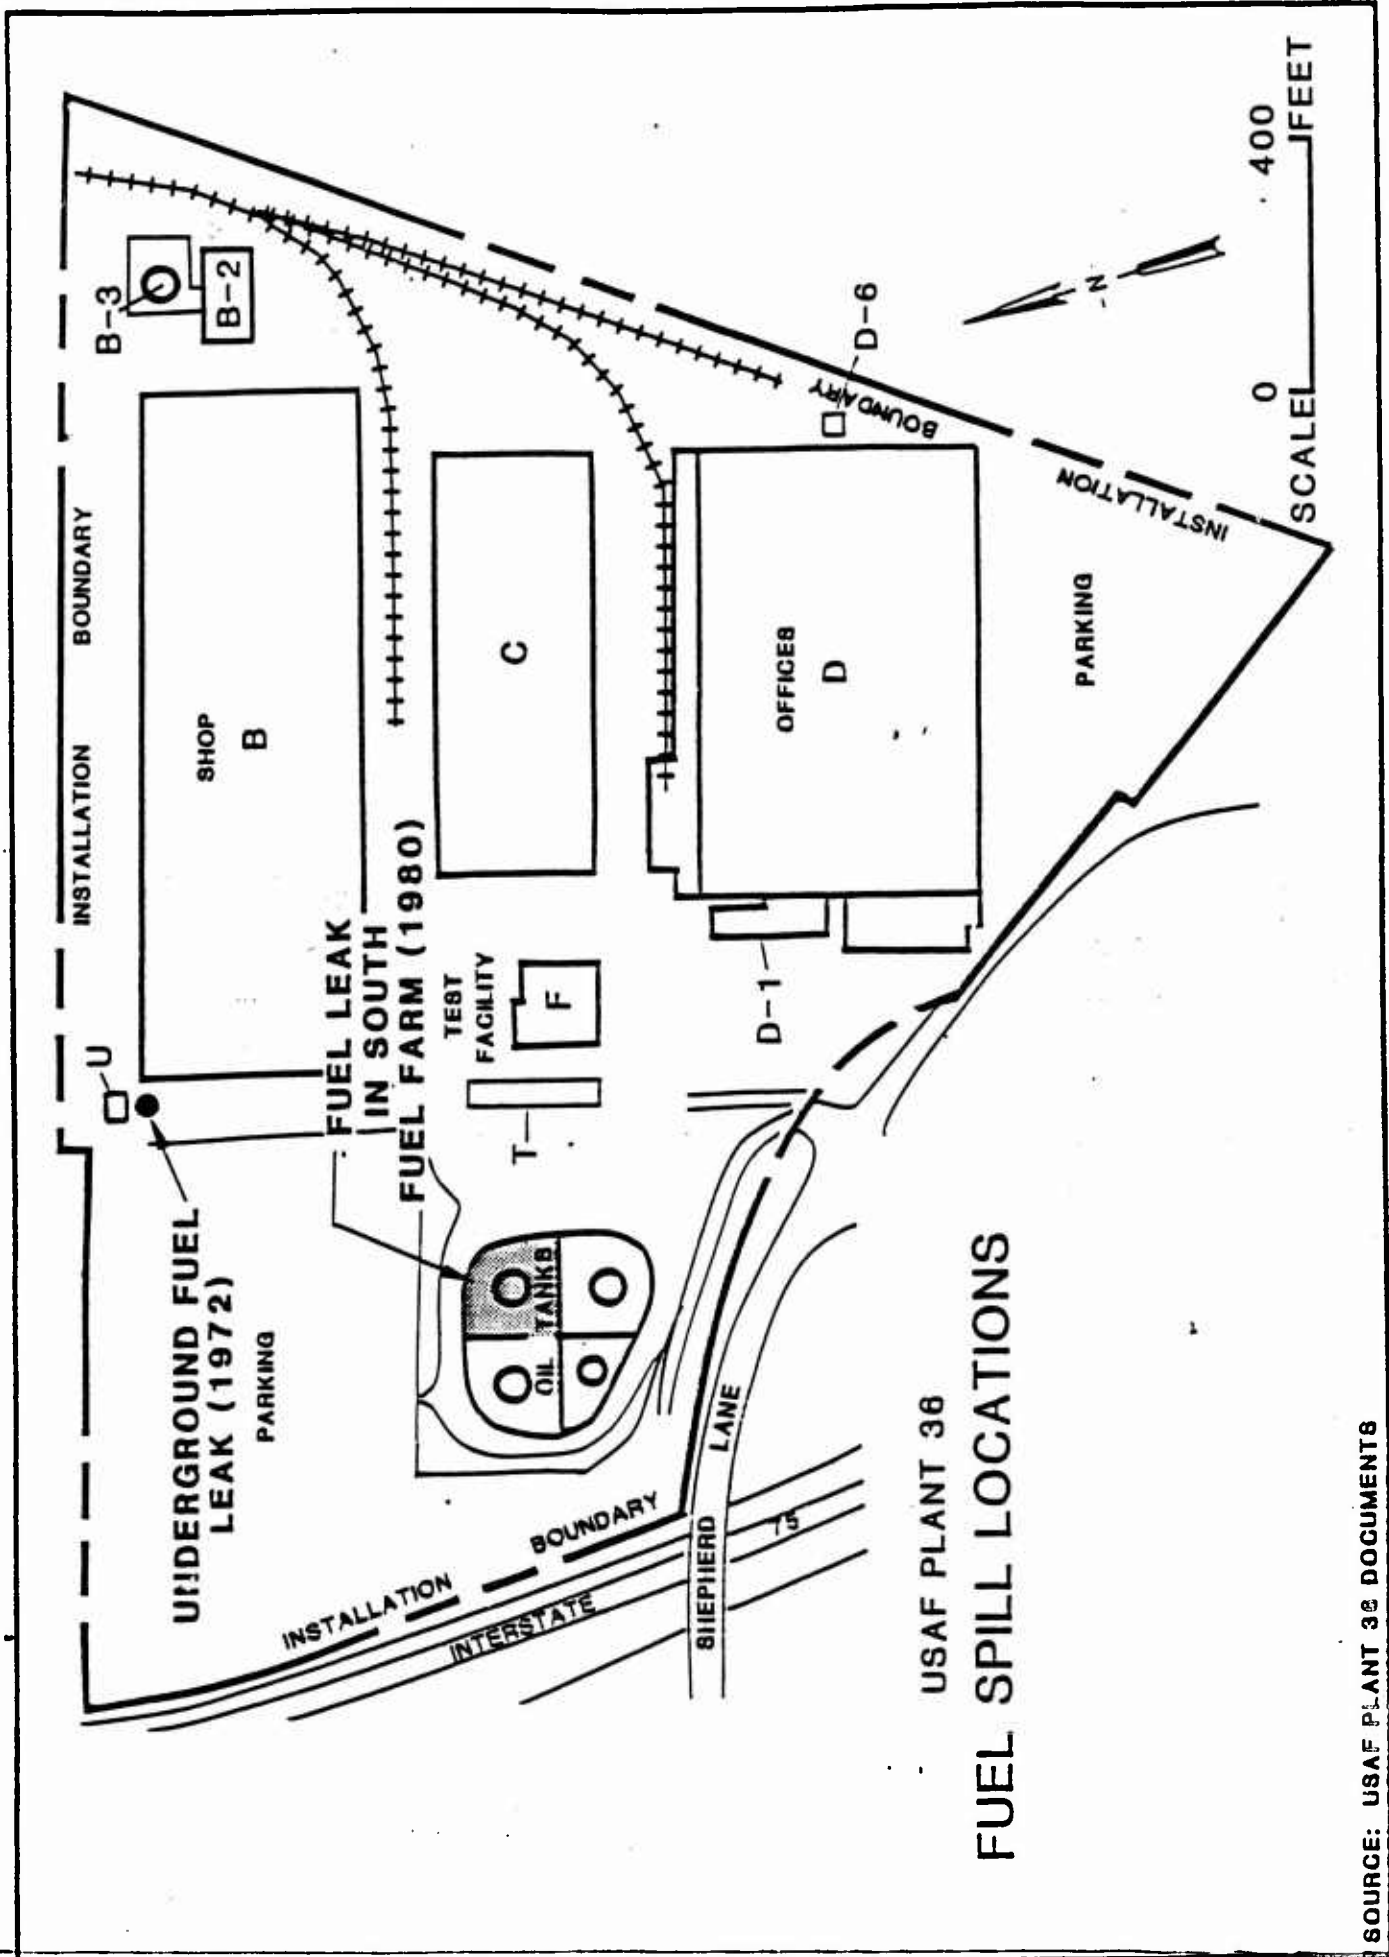 INSTALLATION BOUNDARY
B-3
B-2
U
SHOP
B
UNDERGROUND FUEL
LEAK (1972)
PARKING
FUEL LEAK
IN SOUTH
FUEL FARM (1980)
TEST
FACILITY
F
T
C
OIL TANKS
OFFICES
D
D-1
D-6
INSTALLATION BOUNDARY
INSTALLATION BOUNDARY
INTERSTATE
75
SHEPHERD LANE
PARKING
-N-
USAF PLANT 36
FUEL SPILL LOCATIONS
0 400
SCALE FEET
SOURCE: USAF PLANT 36 DOCUMENTS